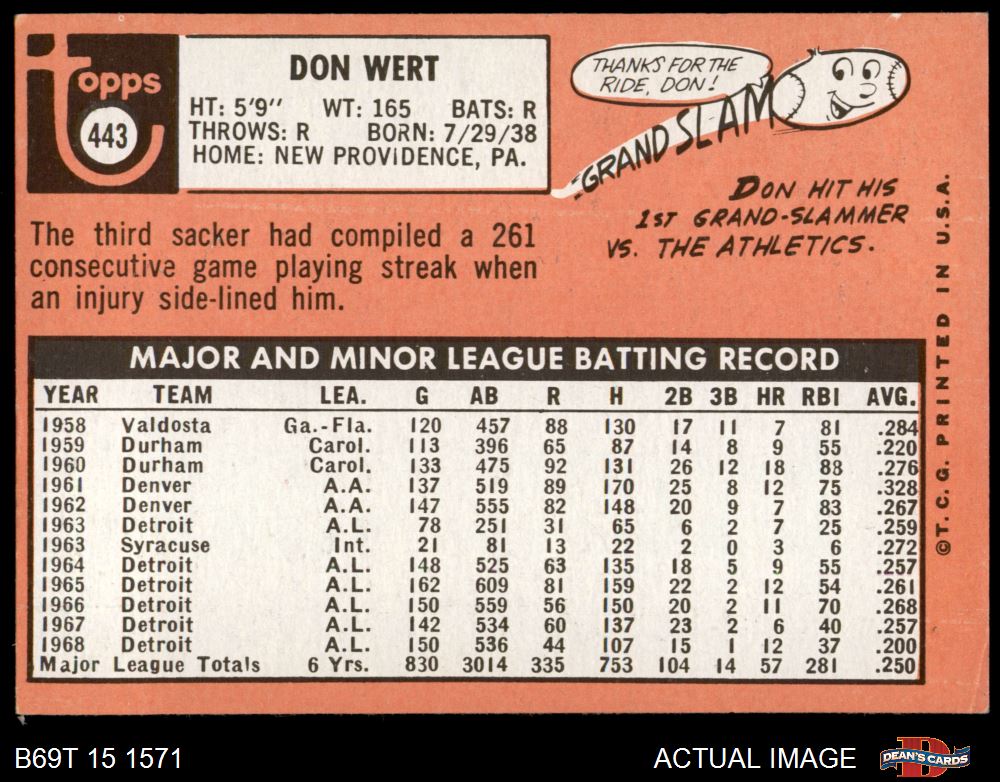 Topps
443
DON WERT
HT: 5'9" WT: 165 BATS: R
THROWS: R BORN: 7/29/38
HOME: NEW PROVIDENCE, PA.
THANKS FOR THE
RIDE, DON!
GRAND SLAM
DON HIT HIS
1ST GRAND-SLAMMER
VS. THE ATHLETICS.
The third sacker had compiled a 261
consecutive game playing streak when
an injury side-lined him.
MAJOR AND MINOR LEAGUE BATTING RECORD
YEAR TEAM LEA. G AB R H 2B 3B HR RBI AVG.
1958 Valdosta Ga.-Fla. 120 457 88 130 17 11 7 81 .284
1959 Durham Carol. 113 396 65 87 14 8 9 55 .220
1960 Durham Carol. 133 475 92 131 26 12 18 88 .276
1961 Denver A.A. 137 519 89 170 25 8 12 75 .328
1962 Denver A.A. 147 555 82 148 20 9 7 83 .267
1963 Detroit A.L. 78 251 31 65 6 2 7 25 .259
1963 Syracuse Int. 21 81 13 22 2 0 3 6 .272
1964 Detroit A.L. 148 525 63 135 18 5 9 55 .257
1965 Detroit A.L. 162 609 81 159 22 2 12 54 .261
1966 Detroit A.L. 150 559 56 150 20 2 11 70 .268
1967 Detroit A.L. 142 534 60 137 23 2 6 40 .257
1968 Detroit A.L. 150 536 44 107 15 1 12 37 .200
Major League Totals 6 Yrs. 830 3014 335 753 104 14 57 281 .250
© T. C. G. PRINTED IN U.S.A.
B69T 15 1571
ACTUAL IMAGE
DEAN'S CARDS